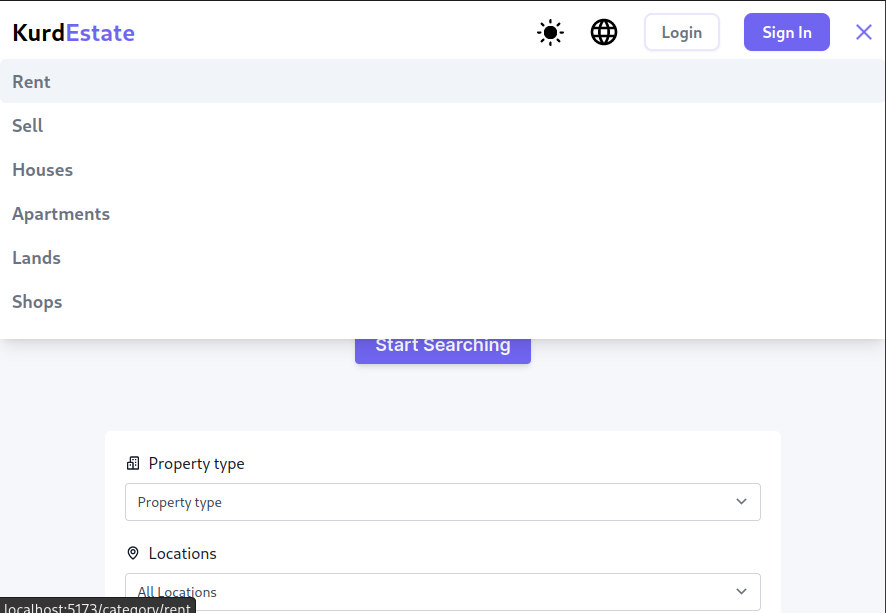 KurdEstate
Login
Sign In
Rent
Sell
Houses
Apartments
Lands
Shops
Start Searching
Property type
Property type
Locations
All Locations
localhost:5173/category/rent